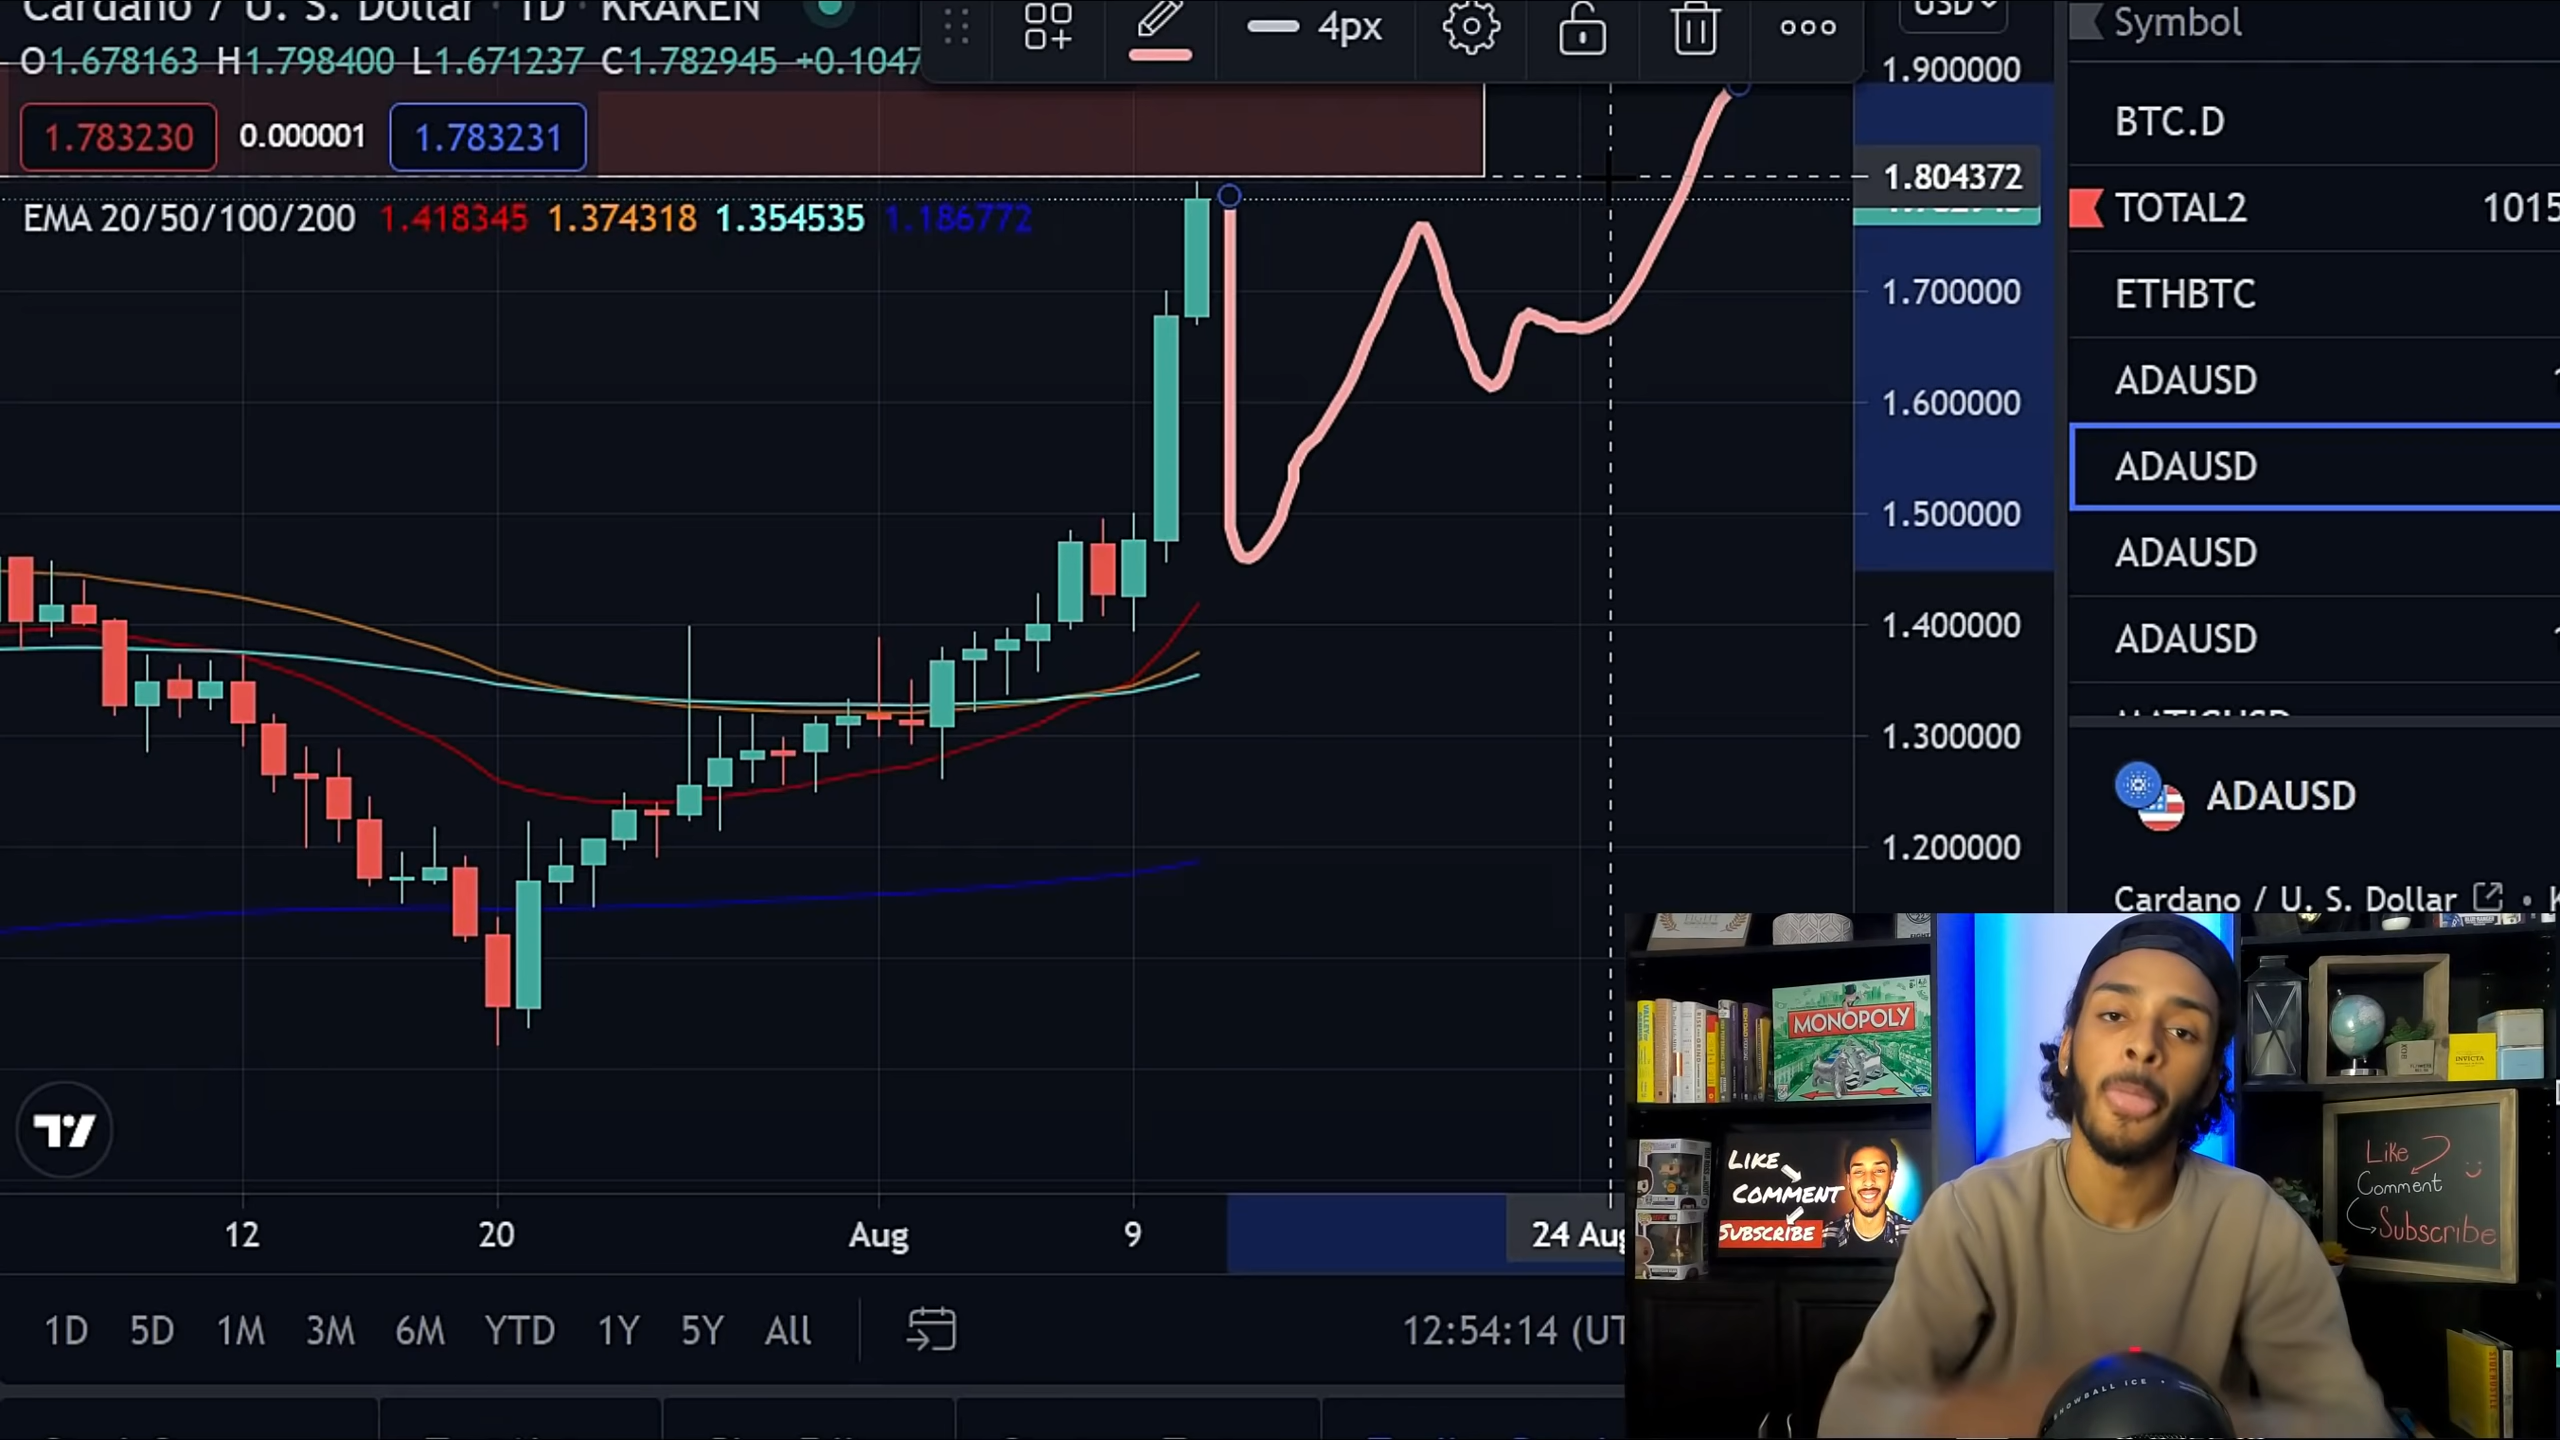 Cardano / U. S. Dollar · 1D · KRAKEN
O1.678163 H1.798400 L1.671237 C1.782945 +0.1047
1.783230 0.000001 1.783231
EMA 20/50/100/200 1.418345 1.374318 1.354535 1.186772
4px
USD
1.900000
1.804372
1.700000
1.600000
1.500000
1.400000
1.300000
1.200000
Symbol
BTC.D
TOTAL2 1015
ETHBTC
ADAUSD
ADAUSD
ADAUSD
ADAUSD
MATICUSD
ADAUSD
Cardano / U. S. Dollar
12 20 Aug 9 24 Aug
1D 5D 1M 3M 6M YTD 1Y 5Y All
12:54:14 (UT
MONOPOLY
LIKE
COMMENT
SUBSCRIBE
Like
Comment
Subscribe
INVICTA
SNOWBALL ICE